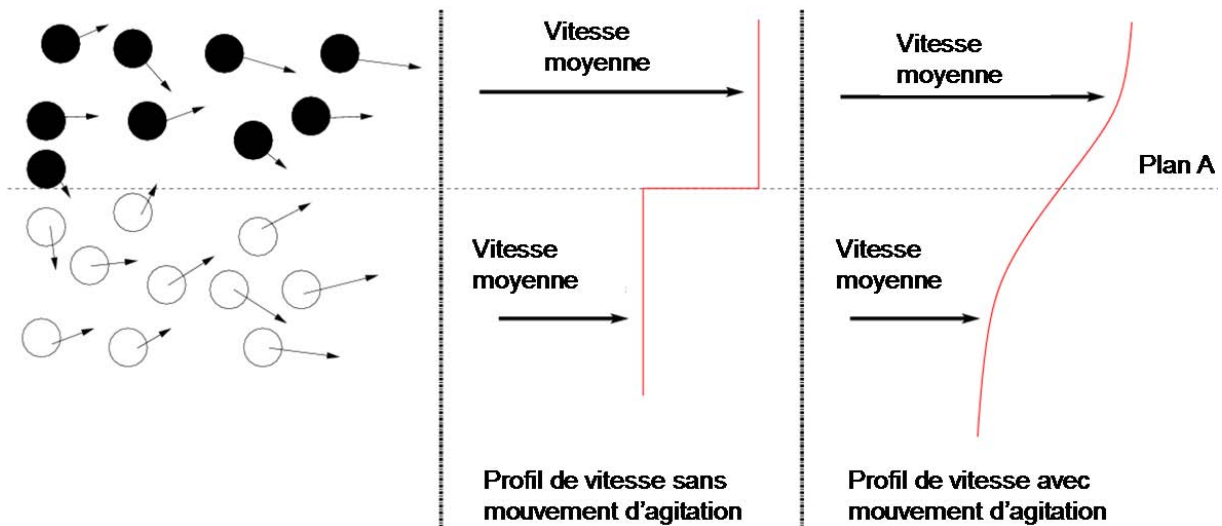 Vitesse
moyenne
Vitesse
moyenne
Profil de vitesse sans
mouvement d'agitation
Vitesse
moyenne
Plan A
Vitesse
moyenne
Profil de vitesse avec
mouvement d'agitation